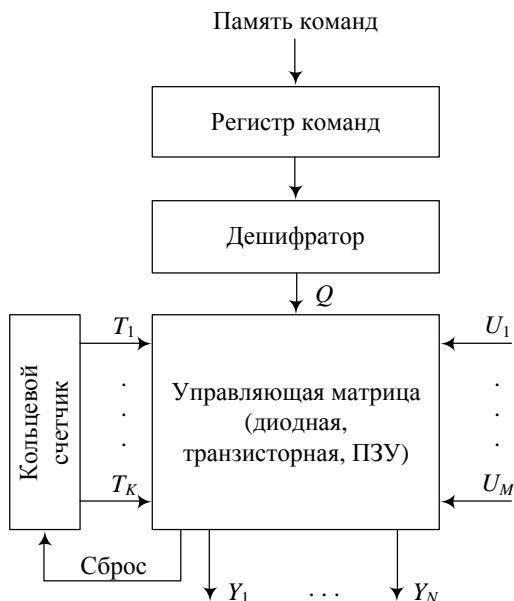 Память команд
Регистр команд
Дешифратор
Q
T1
U1
Кольцевой
счетчик
. . .
Управляющая матрица
(диодная,
транзисторная, ПЗУ)
. . .
TK
UM
Сброс
Y1 . . . YN